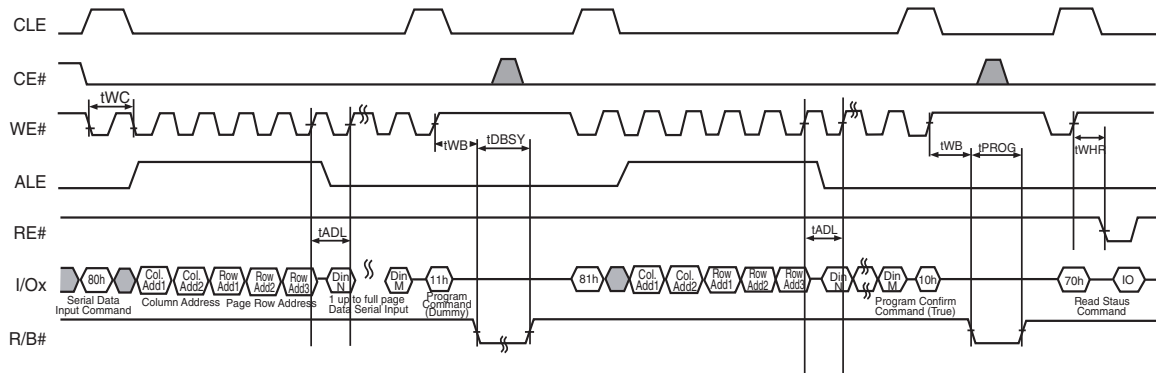 CLE
CE#
tWC
WE#
tWB
tDBSY
tWB
tPROG
tWHR
ALE
RE#
tADL
tADL
I/Ox
80h
Col. Add1
Col. Add2
Row Add1
Row Add2
Row Add3
Din N
Din M
11h
81h
Col. Add1
Col. Add2
Row Add1
Row Add2
Row Add3
Din N
Din M
10h
70h
IO
Serial Data
Input Command
Column Address
Page Row Address
1 up to full page
Data Serial Input
Program
Command
(Dummy)
Program Confirm
Command (True)
Read Staus
Command
R/B#